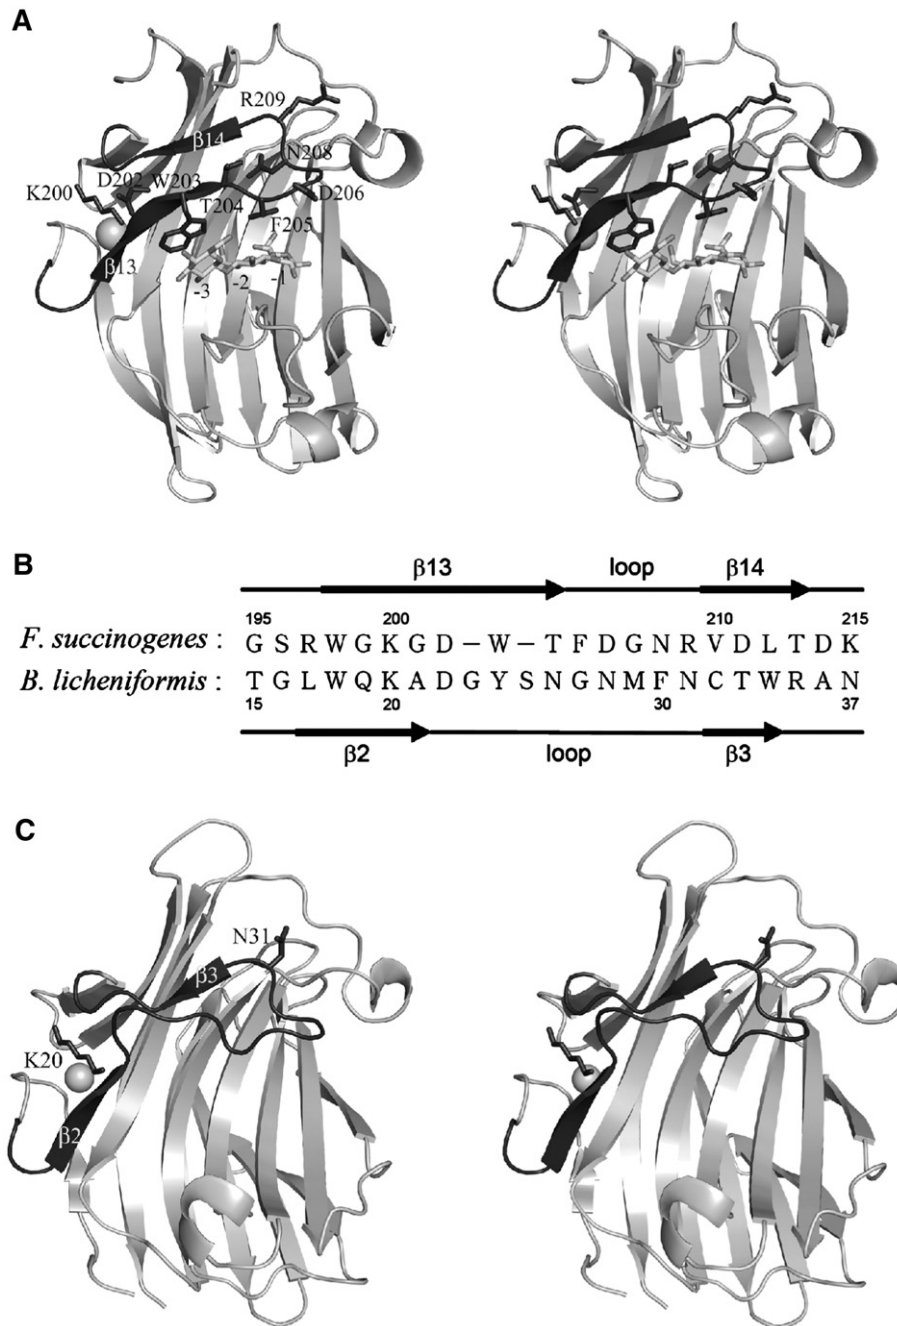 A
R209
β14
N208
K200
D202
W203
T204
D206
F205
β13
-3
-2
-1
B
β13 loop β14
195 200 210 215
F. succinogenes : G S R W G K G D – W – T F D G N R V D L T D K
B. licheniformis : T G L W Q K A D G Y S N G N M F N C T W R A N
15 20 30 37
β2 loop β3
C
N31
β3
K20
β2